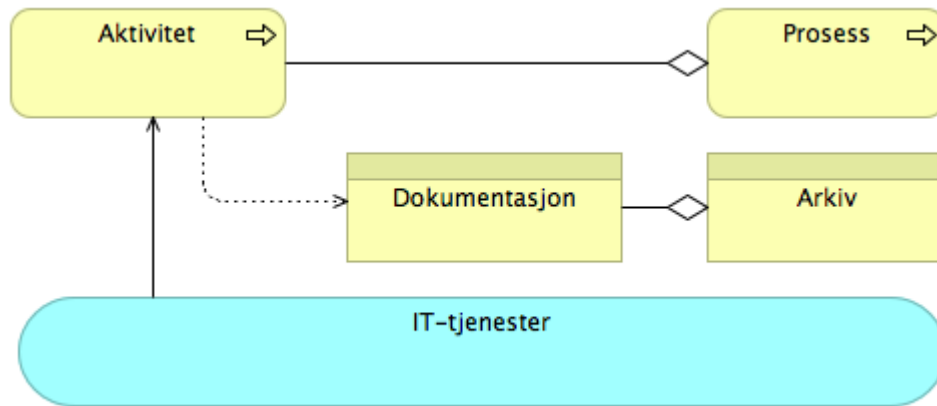 Aktivitet
Prosess
Dokumentasjon
Arkiv
IT-tjenester